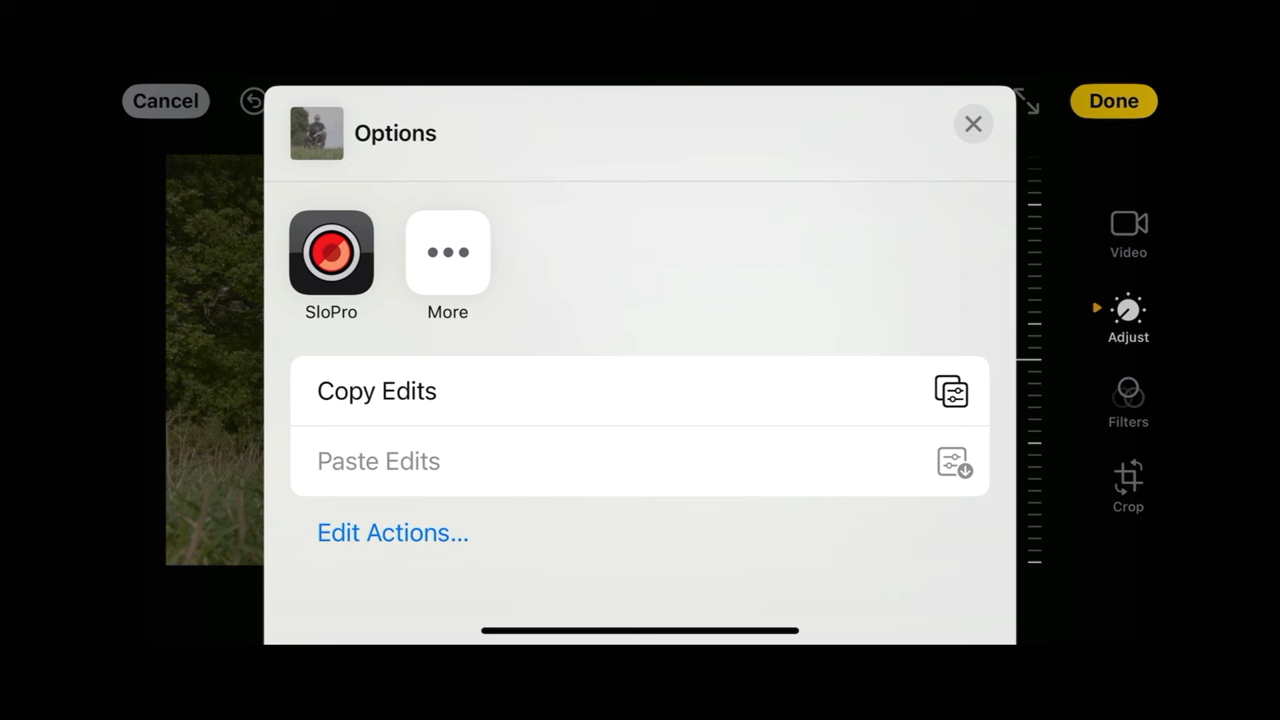 Cancel
Done
Options
SloPro
More
Copy Edits
Paste Edits
Edit Actions...
Video
Adjust
Filters
Crop